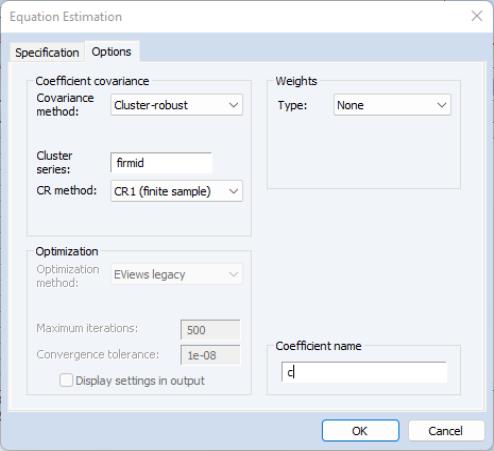 Equation Estimation
Specification
Options
Coefficient covariance
Covariance method:
Cluster-robust
Cluster series:
firmid
CR method:
CR1 (finite sample)
Weights
Type:
None
Optimization
Optimization method:
EViews legacy
Maximum iterations:
500
Convergence tolerance:
1e-08
Display settings in output
Coefficient name
c
OK
Cancel